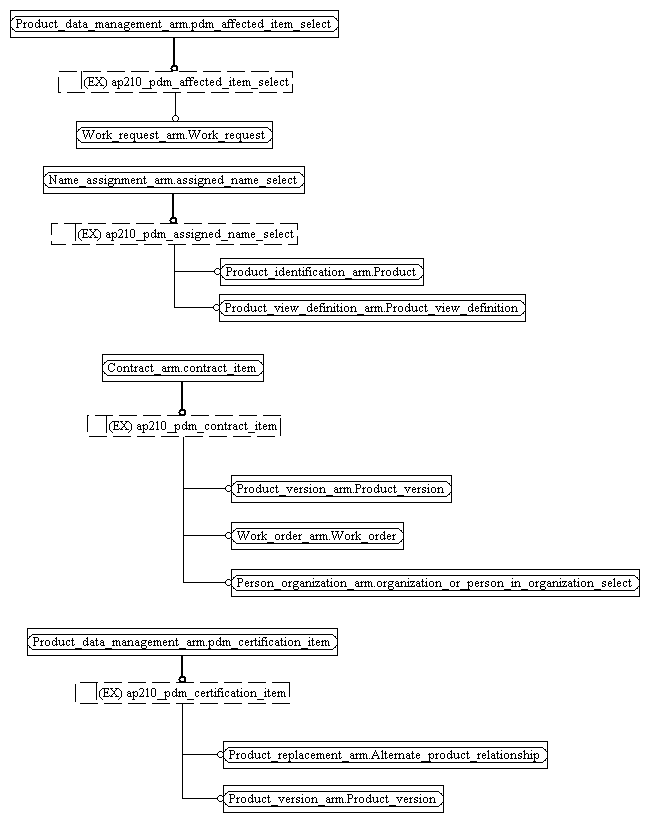 Product_data_management_arm.pdm_affected_item_select
(EX) ap210_pdm_affected_item_select
Work_request_arm.Work_request
Name_assignment_arm.assigned_name_select
(EX) ap210_pdm_assigned_name_select
Product_identification_arm.Product
Product_view_definition_arm.Product_view_definition
Contract_arm.contract_item
(EX) ap210_pdm_contract_item
Product_version_arm.Product_version
Work_order_arm.Work_order
Person_organization_arm.organization_or_person_in_organization_select
Product_data_management_arm.pdm_certification_item
(EX) ap210_pdm_certification_item
Product_replacement_arm.Alternate_product_relationship
Product_version_arm.Product_version